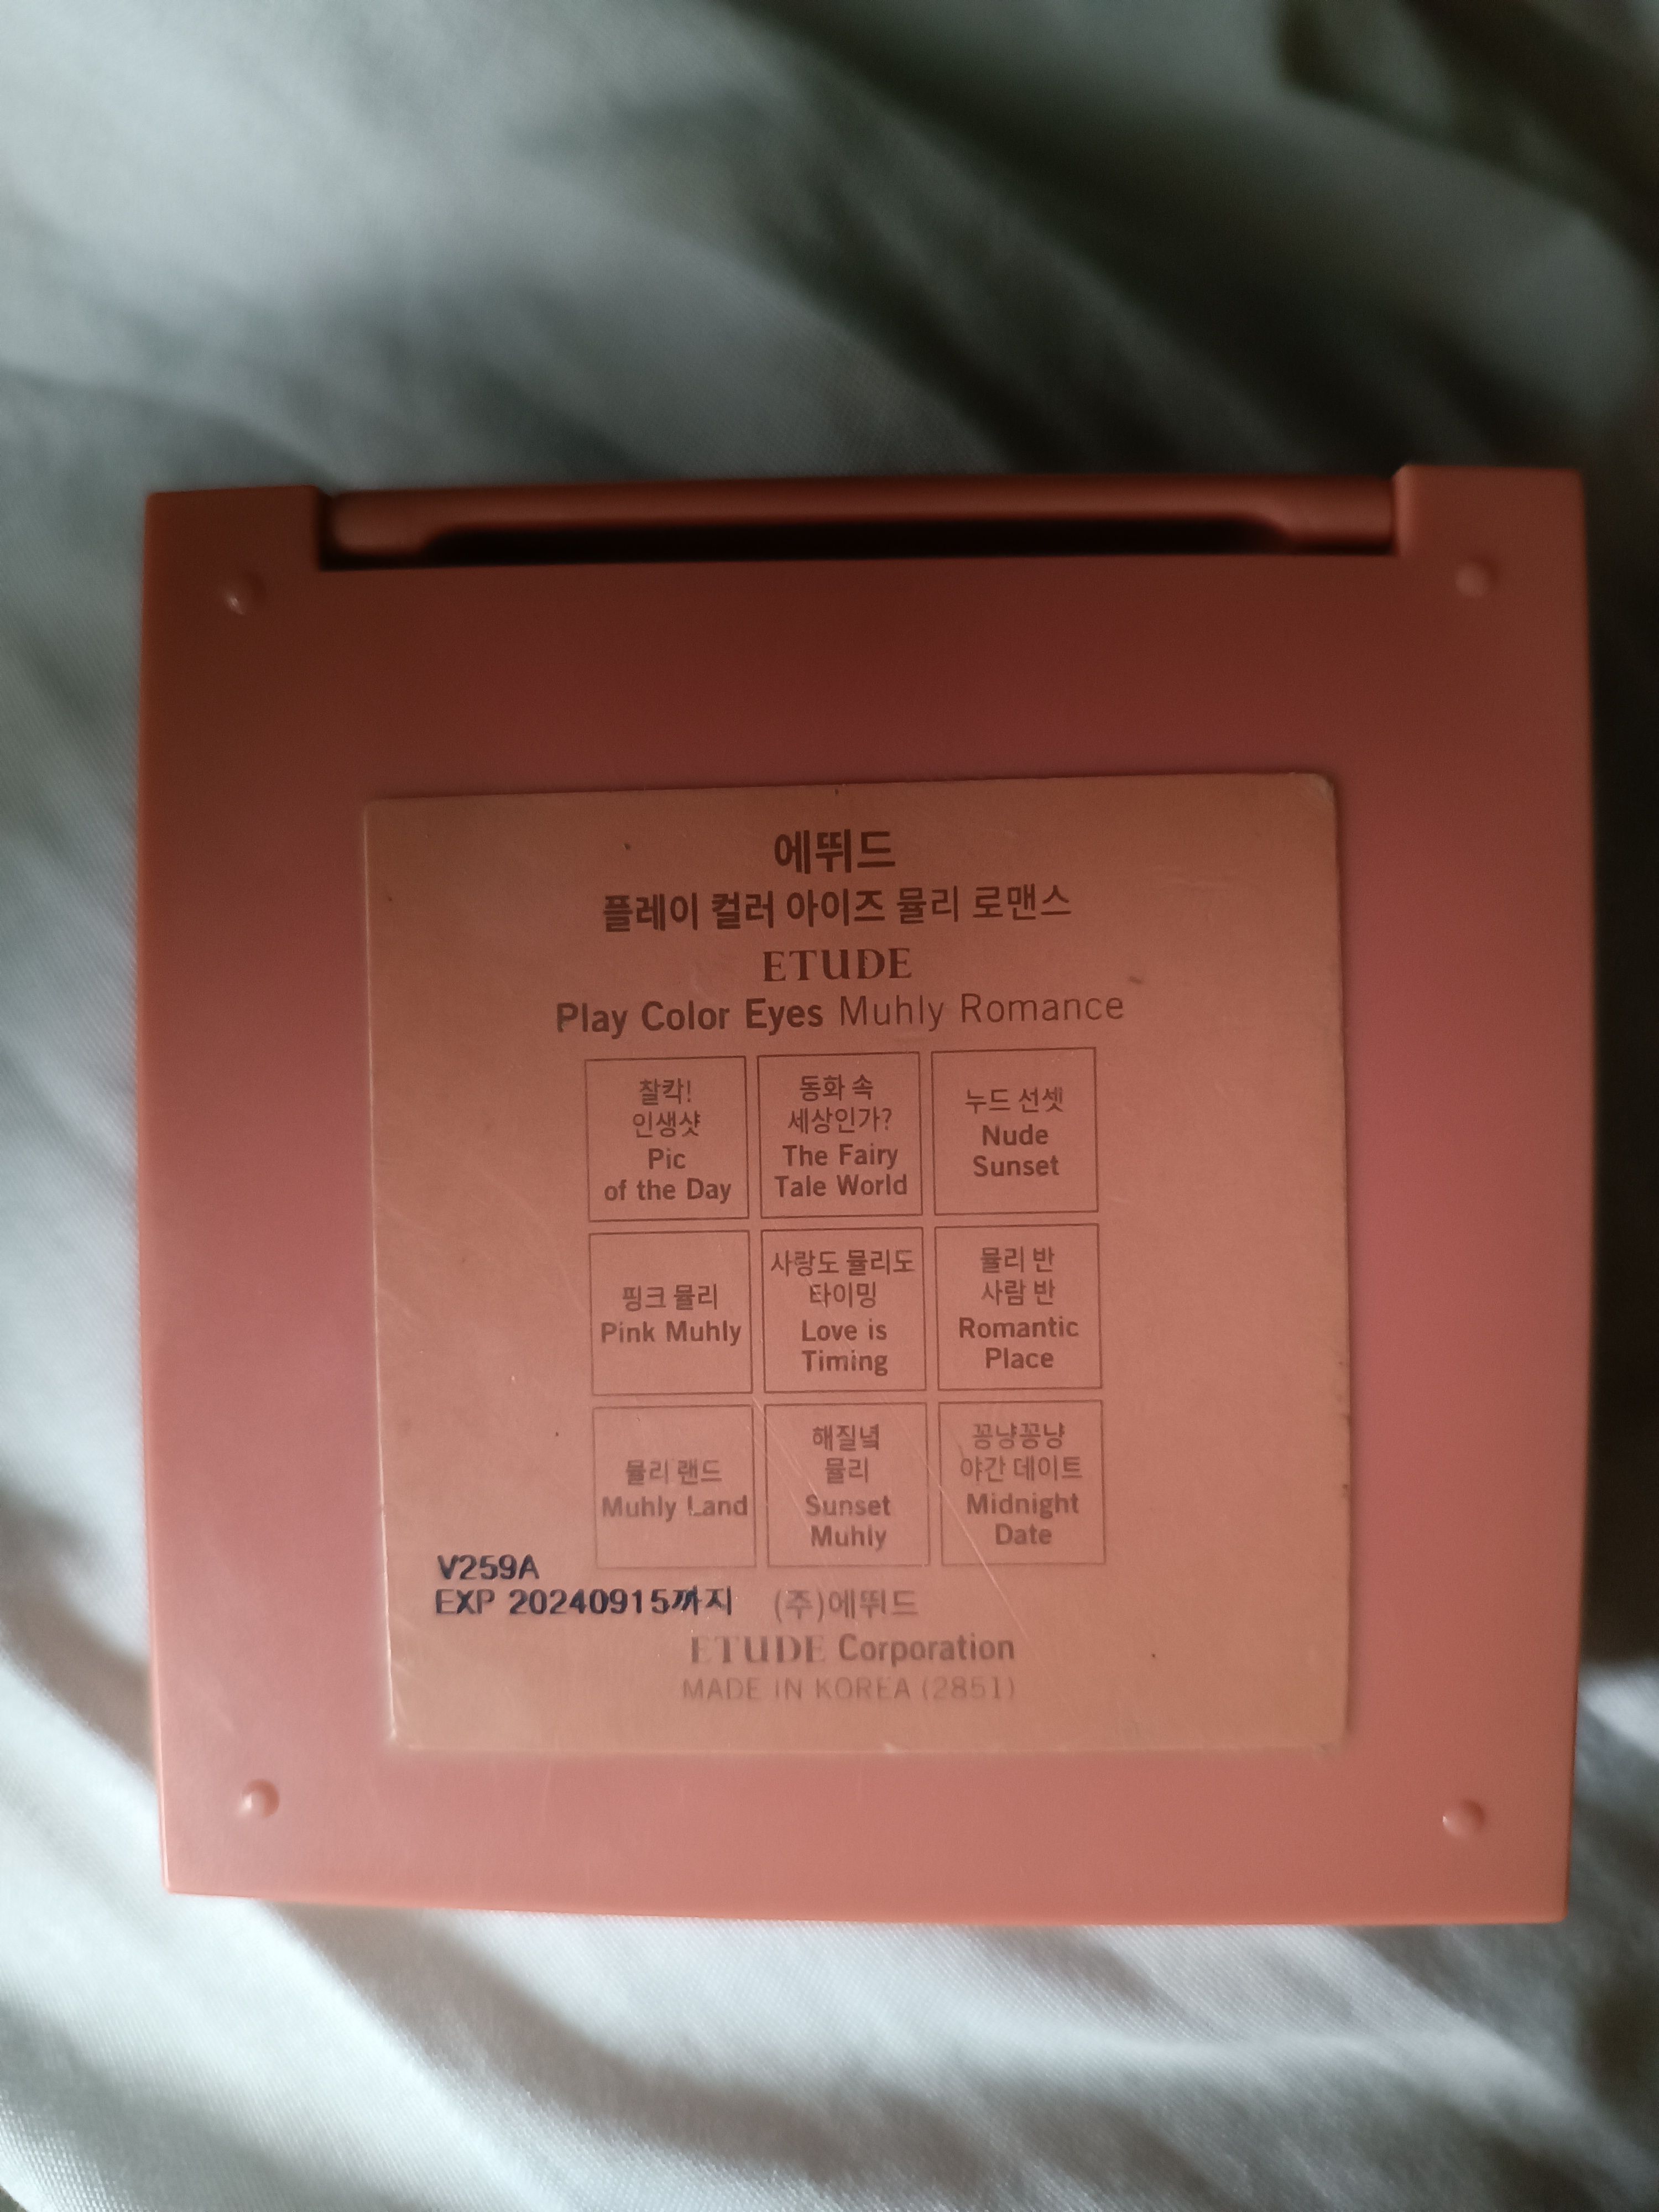 에뛰드
플레이 컬러 아이즈 뮬리 로맨스
ETUDE
Play Color Eyes Muhly Romance
찰칵!
인생샷
Pic
of the Day
동화 속
세상인가?
The Fairy
Tale World
누드 선셋
Nude
Sunset
핑크 뮬리
Pink Muhly
사랑도 뮬리도
타이밍
Love is
Timing
뮬리 반
사람 반
Romantic
Place
뮬리 랜드
Muhly Land
해질녘
뮬리
Sunset
Muhly
꽁냥꽁냥
야간 데이트
Midnight
Date
V259A
EXP 20240915까지
(주)에뛰드
ETUDE Corporation
MADE IN KOREA (2851)